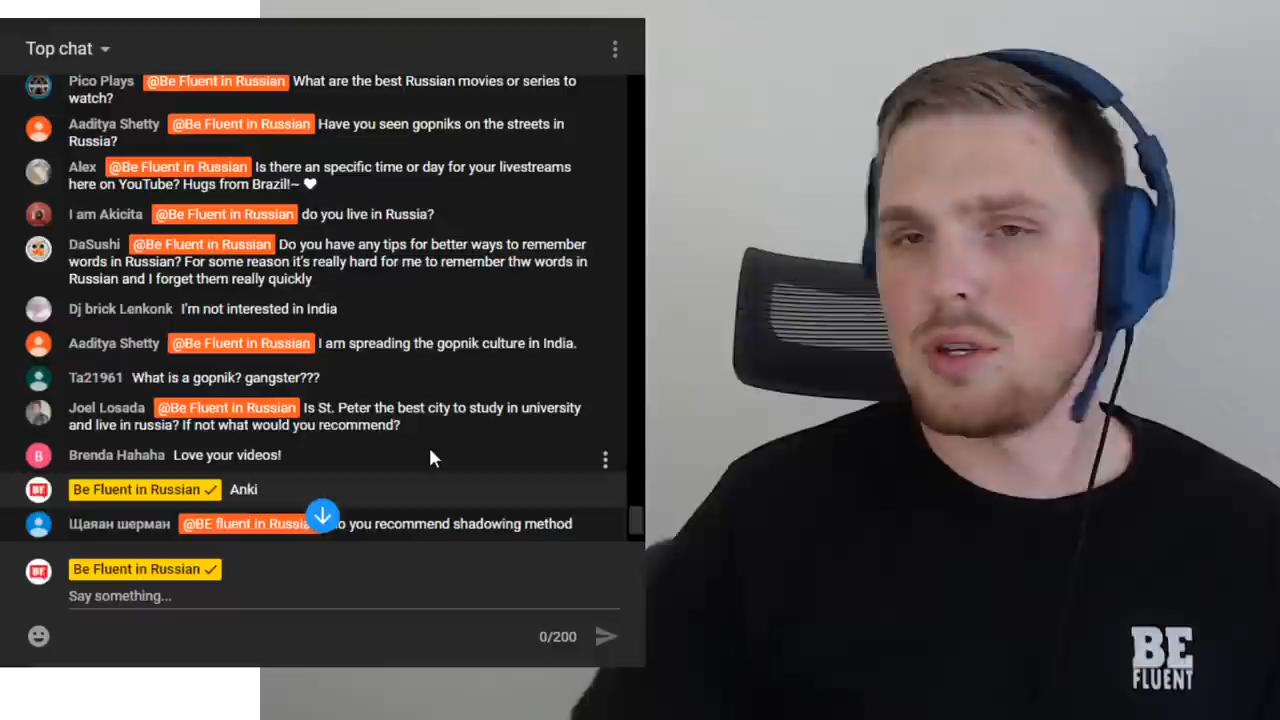 Top chat
Pico Plays @Be Fluent in Russian What are the best Russian movies or series to
watch?
Aaditya Shetty @Be Fluent in Russian Have you seen gopniks on the streets in
Russia?
Alex @Be Fluent in Russian Is there an specific time or day for your livestreams
here on YouTube? Hugs from Brazil!~ ♥
I am Akicita @Be Fluent in Russian do you live in Russia?
DaSushi @Be Fluent in Russian Do you have any tips for better ways to remember
words in Russian? For some reason it's really hard for me to remember thw words in
Russian and I forget them really quickly
Dj brick Lenkonk I'm not interested in India
Aaditya Shetty @Be Fluent in Russian I am spreading the gopnik culture in India.
Ta21961 What is a gopnik? gangster???
Joel Losada @Be Fluent in Russian Is St. Peter the best city to study in university
and live in russia? If not what would you recommend?
Brenda Hahaha Love your videos!
B
BE Be Fluent in Russian Anki
Щаяан шерман @BE fluent in you recommend shadowing method
BE Be Fluent in Russian
Say something...
0/200
BE
FLUENT